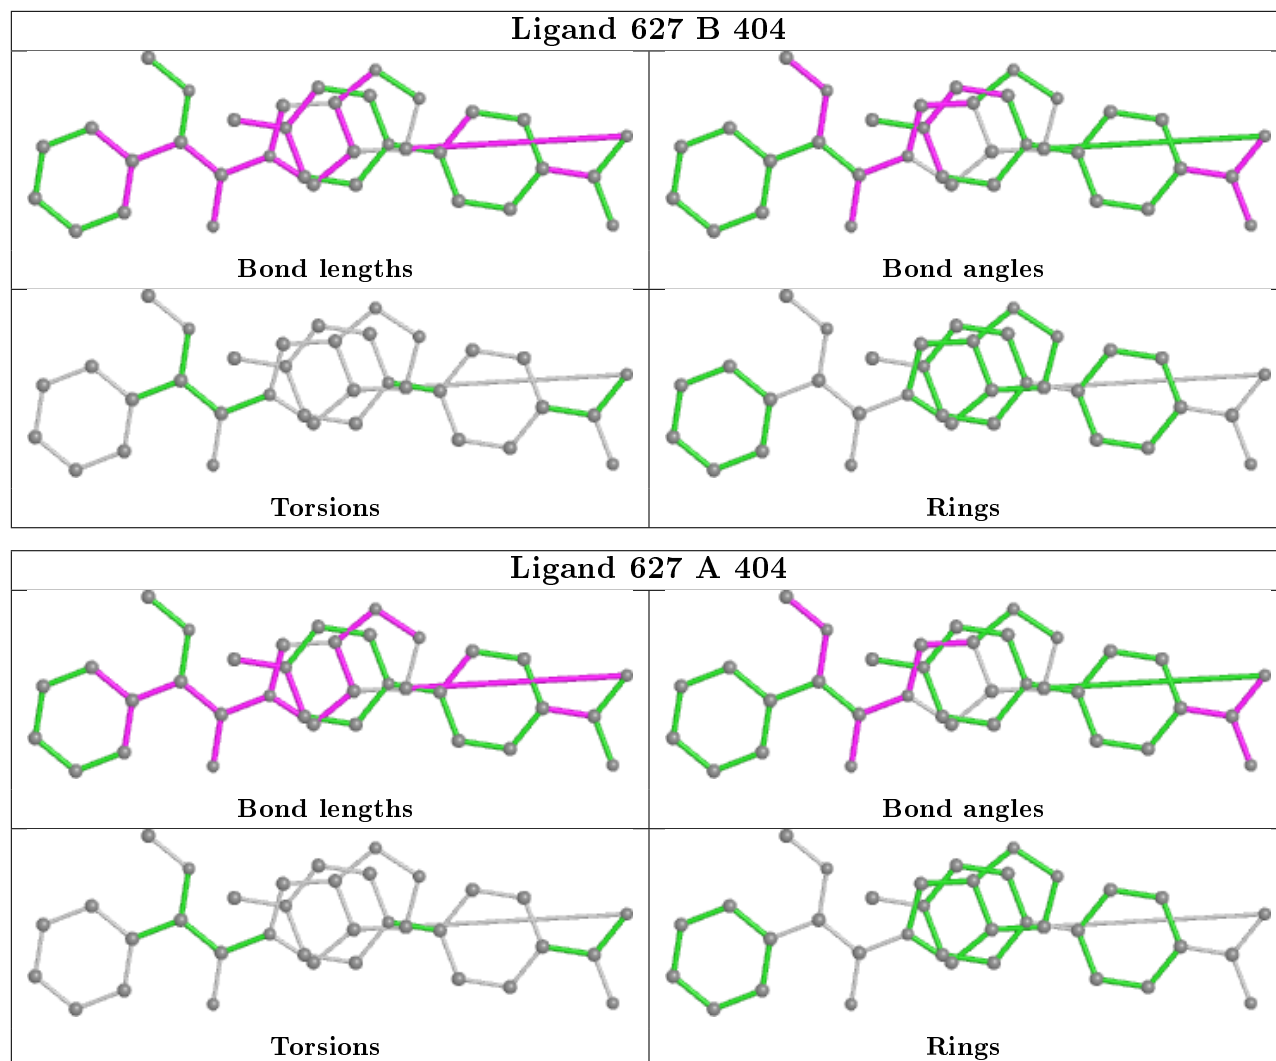 Ligand 627 B 404
Bond lengths
Bond angles
Torsions
Rings
Ligand 627 A 404
Bond lengths
Bond angles
Torsions
Rings